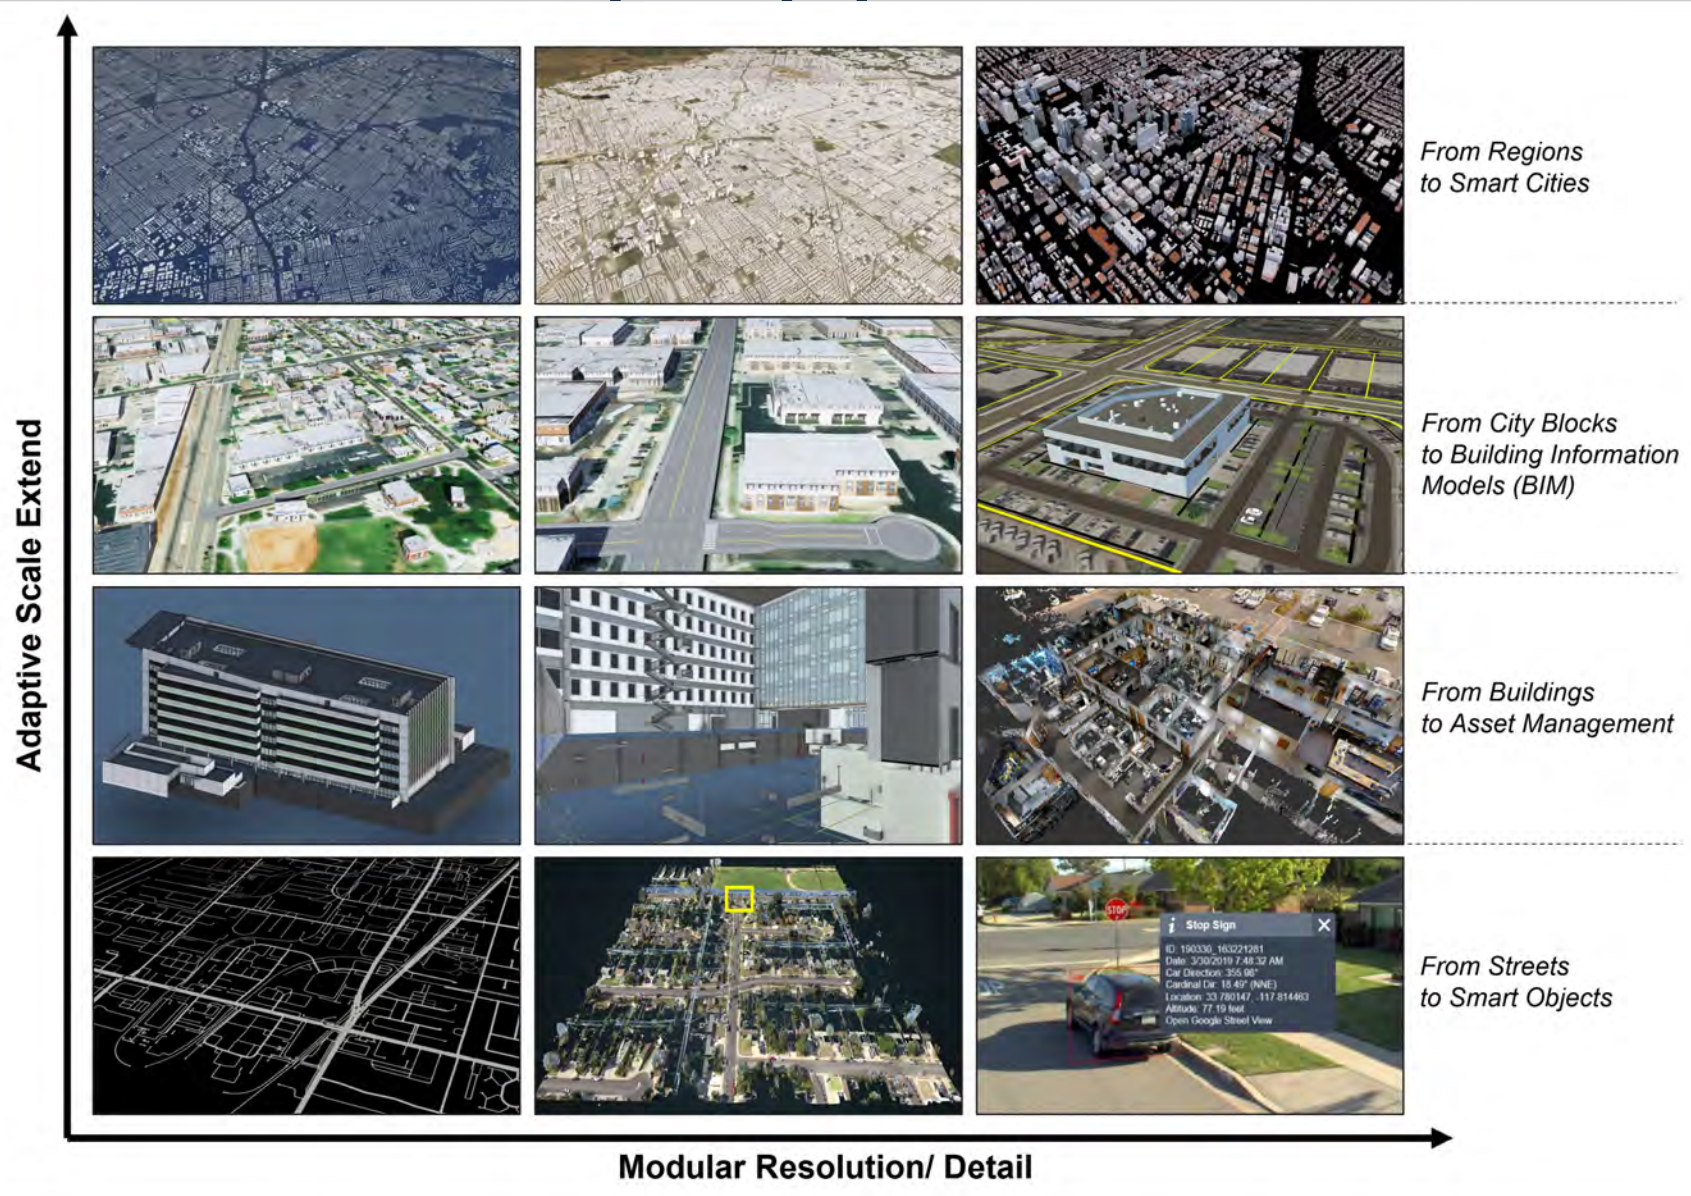 From Regions
to Smart Cities
From City Blocks
to Building Information
Models (BIM)
From Buildings
to Asset Management
STOP
Stop Sign
ID: 190330_163221281
Date: 3/30/2019 7:48:32 AM
Car Direction: 355.98°
Cardinal Dir: 18.49° (NNE)
Location: 33.780147, -117.814463
Altitude: 77.19 feet
Open Google Street View
From Streets
to Smart Objects
Adaptive Scale Extend
Modular Resolution/ Detail